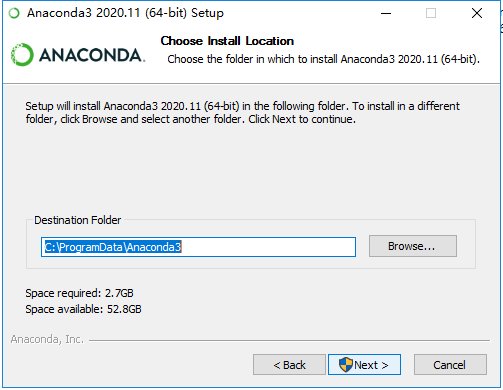 Anaconda3 2020.11 (64-bit) Setup
Choose Install Location
ANACONDA.
Choose the folder in which to install Anaconda3 2020.11 (64-bit).
Setup will install Anaconda3 2020.11 (64-bit) in the following folder. To install in a different
folder, click Browse and select another folder. Click Next to continue.
Destination Folder
C:\ProgramData\Anaconda3
Browse...
Space required: 2.7GB
Space available: 52.8GB
Anaconda, Inc.
< Back
Next >
Cancel